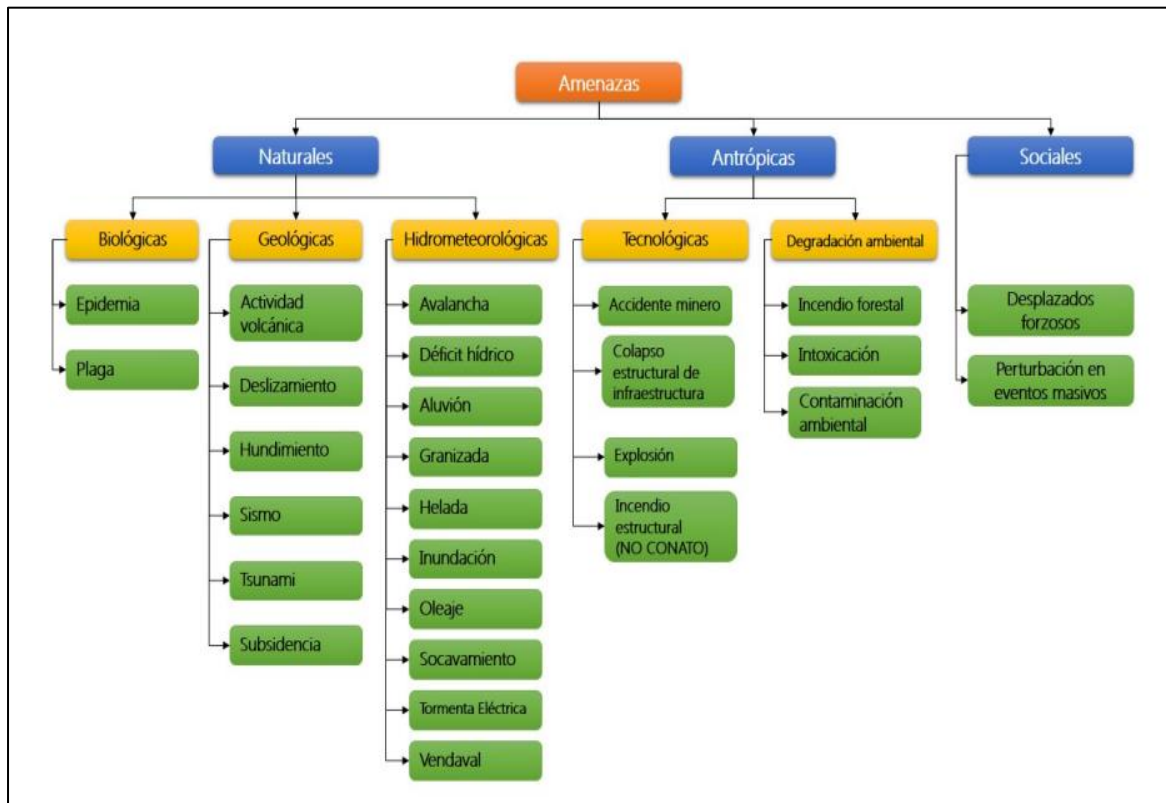 Amenazas
Naturales
Antrópicas
Sociales
Biológicas
Geológicas
Hidrometeorológicas
Tecnológicas
Degradación ambiental
Epidemia
Plaga
Actividad
volcánica
Deslizamiento
Hundimiento
Sismo
Tsunami
Subsidencia
Avalancha
Déficit hídrico
Aluvión
Granizada
Helada
Inundación
Oleaje
Socavamiento
Tormenta Eléctrica
Vendaval
Accidente minero
Colapso
estructural de
infraestructura
Explosión
Incendio
estructural
(NO CONATO)
Incendio forestal
Intoxicación
Contaminación
ambiental
Desplazados
forzosos
Perturbación en
eventos masivos